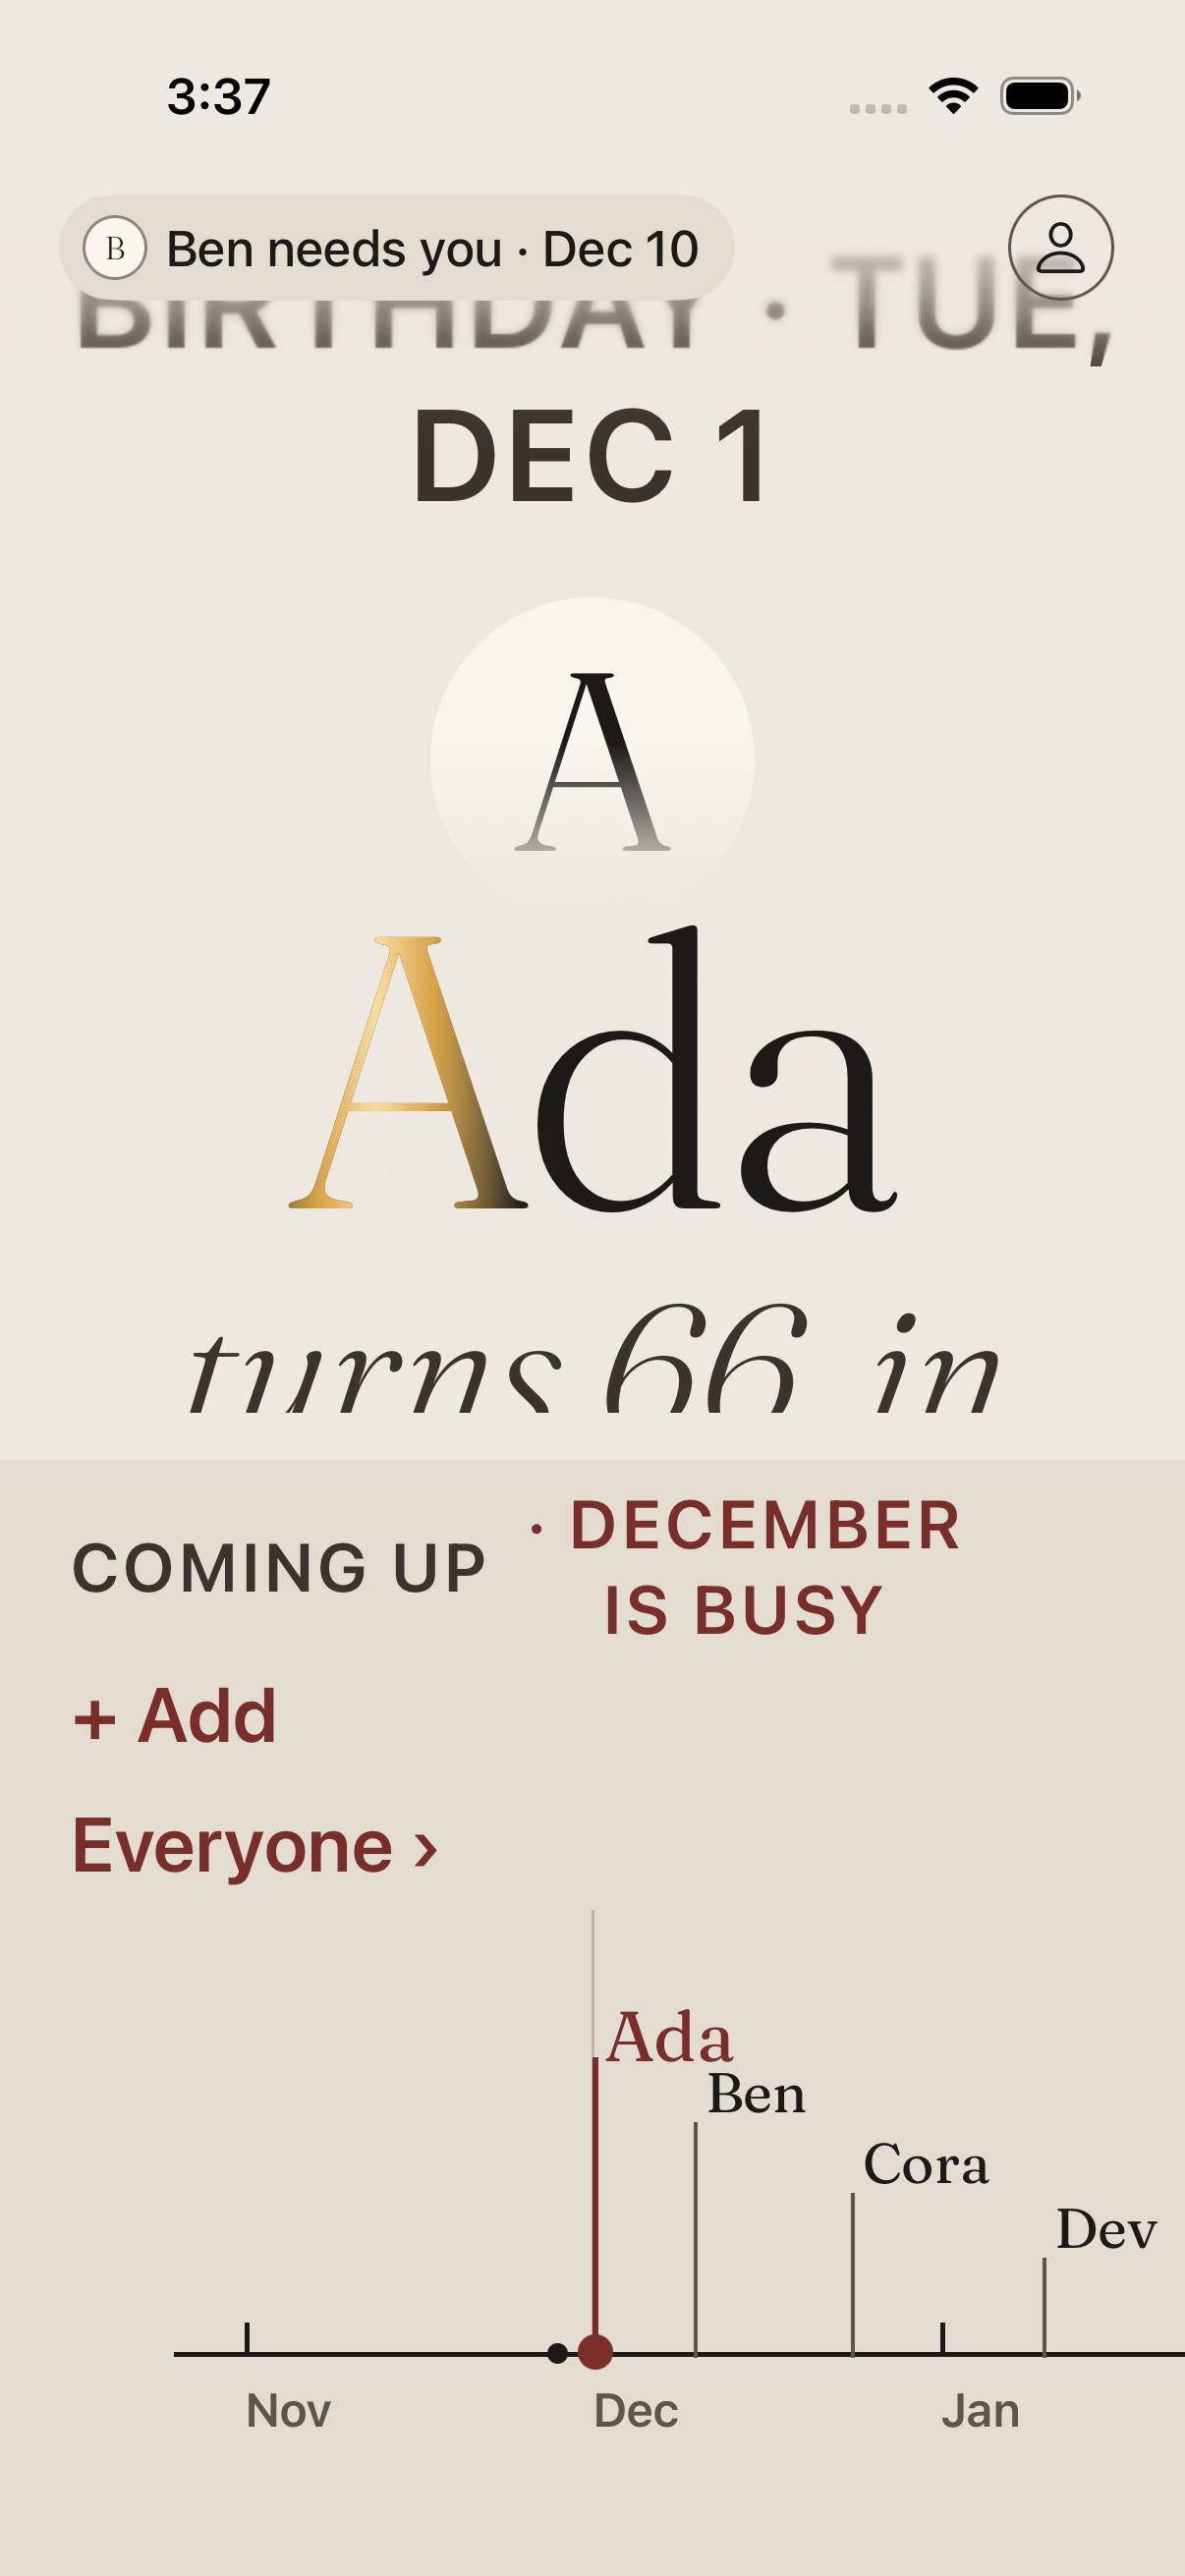 3:37
B Ben needs you · Dec 10
BIRTHDAY · TUE,
DEC 1
A
Ada
turns 66 in
COMING UP · DECEMBER
IS BUSY
+ Add
Everyone ›
Ada
Ben
Cora
Dev
Nov Dec Jan